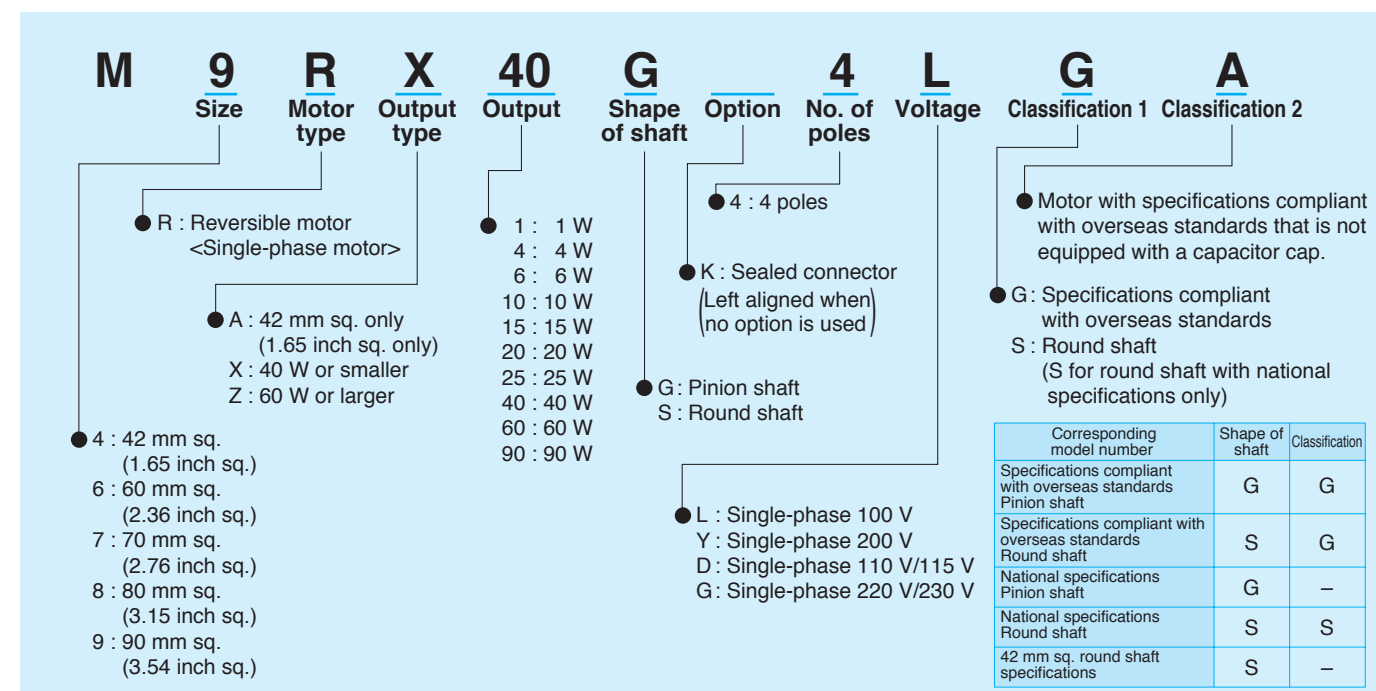 M 9 R X 40 G 4 L G A
Size Motor type Output type Output Shape of shaft Option No. of poles Voltage Classification 1 Classification 2
R : Reversible motor
<Single-phase motor>
A : 42 mm sq. only
(1.65 inch sq. only)
X : 40 W or smaller
Z : 60 W or larger
4 : 42 mm sq.
(1.65 inch sq.)
6 : 60 mm sq.
(2.36 inch sq.)
7 : 70 mm sq.
(2.76 inch sq.)
8 : 80 mm sq.
(3.15 inch sq.)
9 : 90 mm sq.
(3.54 inch sq.)
1 : 1 W
4 : 4 W
6 : 6 W
10 : 10 W
15 : 15 W
20 : 20 W
25 : 25 W
40 : 40 W
60 : 60 W
90 : 90 W
4 : 4 poles
K : Sealed connector
(Left aligned when
no option is used)
G : Pinion shaft
S : Round shaft
L : Single-phase 100 V
Y : Single-phase 200 V
D : Single-phase 110 V/115 V
G : Single-phase 220 V/230 V
Motor with specifications compliant
with overseas standards that is not
equipped with a capacitor cap.
G : Specifications compliant
with overseas standards
S : Round shaft
(S for round shaft with national
specifications only)
Corresponding model number Shape of shaft Classification
Specifications compliant
with overseas standards
Pinion shaft G G
Specifications compliant with
overseas standards
Round shaft S G
National specifications
Pinion shaft G –
National specifications
Round shaft S S
42 mm sq. round shaft
specifications S –